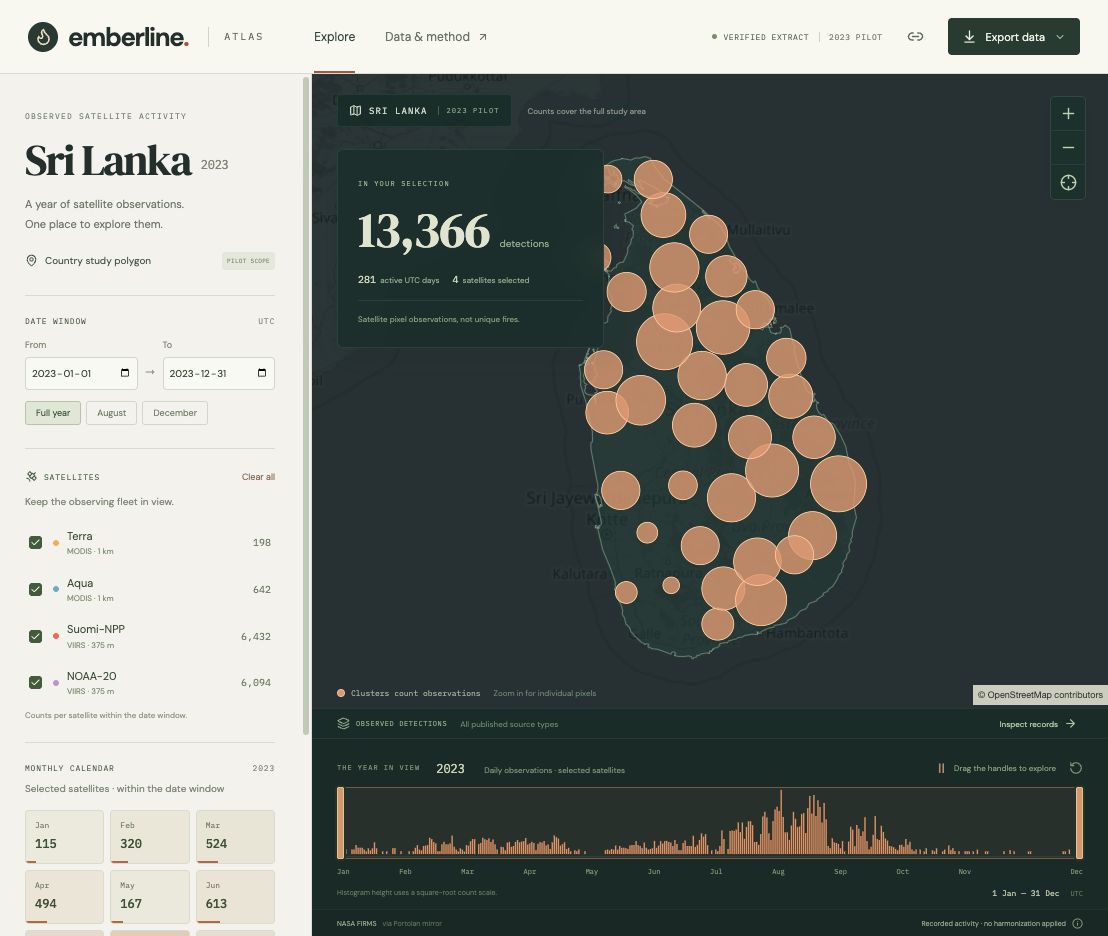 emberline.
ATLAS
Explore
Data & method
VERIFIED EXTRACT
2023 PILOT
Export data
OBSERVED SATELLITE ACTIVITY
Sri Lanka 2023
A year of satellite observations.
One place to explore them.
Country study polygon
PILOT SCOPE
DATE WINDOW
UTC
From
To
2023-01-01
2023-12-31
Full year
August
December
SATELLITES
Clear all
Keep the observing fleet in view.
Terra
MODIS · 1 km
198
Aqua
MODIS · 1 km
642
Suomi-NPP
VIIRS · 375 m
6,432
NOAA-20
VIIRS · 375 m
6,094
Counts per satellite within the date window.
MONTHLY CALENDAR
2023
Selected satellites · within the date window
Jan
115
Feb
320
Mar
524
Apr
494
May
167
Jun
613
SRI LANKA
2023 PILOT
Counts cover the full study area
IN YOUR SELECTION
13,366 detections
281 active UTC days
4 satellites selected
Satellite pixel observations, not unique fires.
Pudukkottai
Mullaitivu
Sri Jayew
Kotte
Kalutara
Ratnapura
Hambantota
Clusters count observations
Zoom in for individual pixels
© OpenStreetMap contributors
OBSERVED DETECTIONS
All published source types
Inspect records
THE YEAR IN VIEW
2023
Daily observations · selected satellites
Drag the handles to explore
Jan
Feb
Mar
Apr
May
Jun
Jul
Aug
Sep
Oct
Nov
Dec
Histogram height uses a square-root count scale.
1 Jan — 31 Dec
UTC
NASA FIRMS
via Portolan mirror
Recorded activity · no harmonization applied